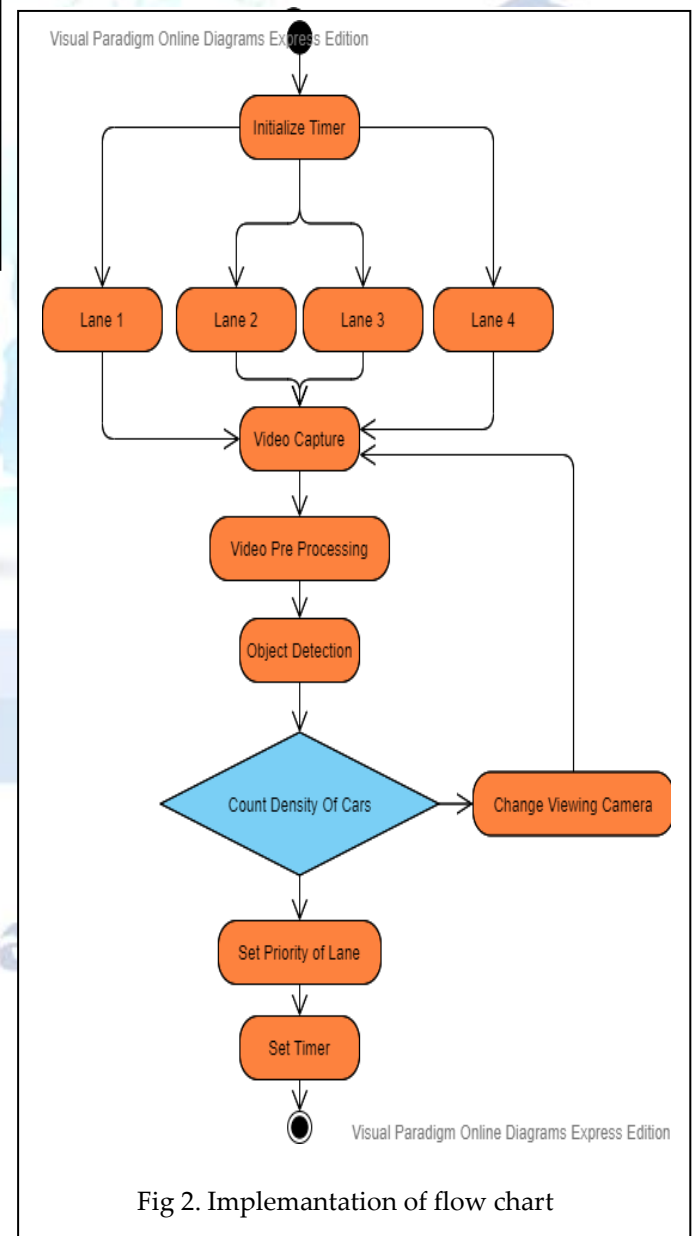 Visual Paradigm Online Diagrams Express Edition
Initialize Timer
Lane 1
Lane 2
Lane 3
Lane 4
Video Capture
Video Pre Processing
Object Detection
Count Density Of Cars
Change Viewing Camera
Set Priority of Lane
Set Timer
Visual Paradigm Online Diagrams Express Edition
Fig 2. Implemantation of flow chart